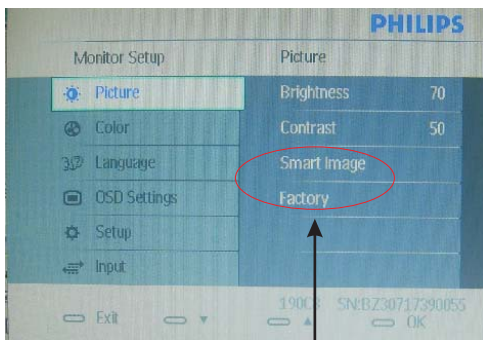 PHILIPS
Monitor Setup
Picture
Picture
Brightness 70
Color
Contrast 50
Language
Smart Image
OSD Settings
Factory
Setup
Input
190C8 SN:BZ30717390055
Exit
OK